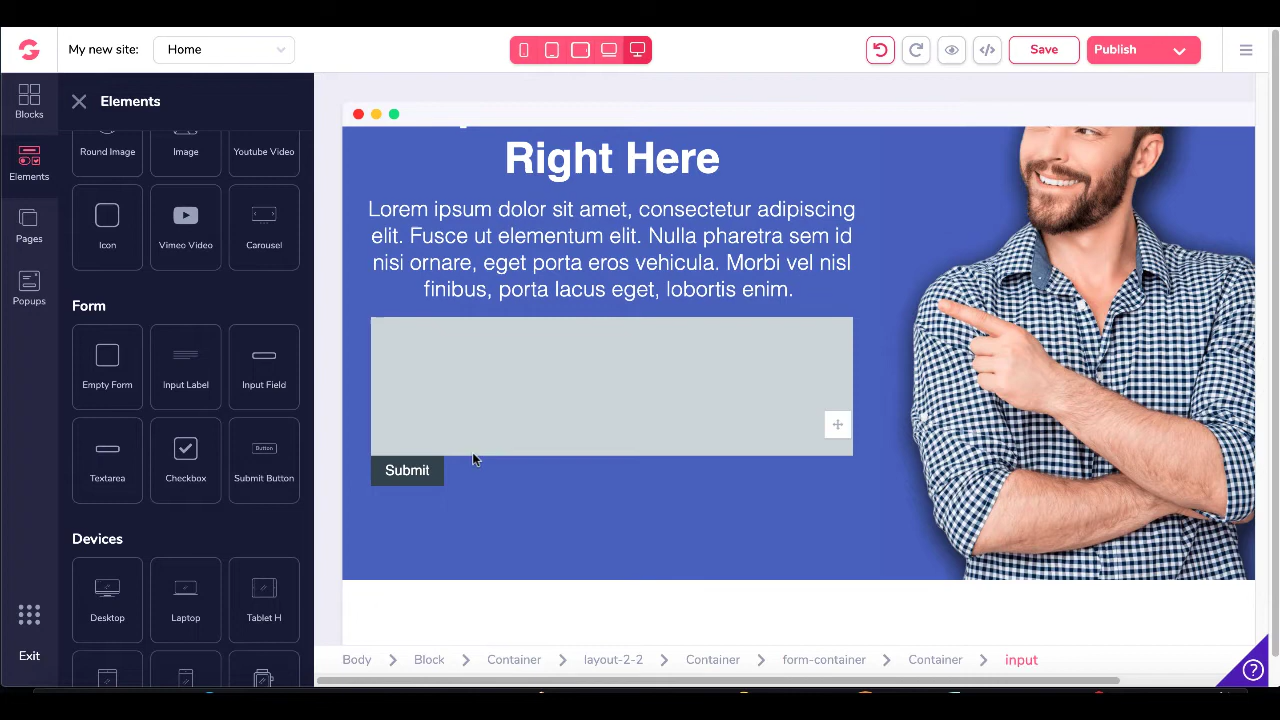 My new site:
Home
Save
Publish
Blocks
Elements
Pages
Popups
Exit
Elements
Round Image
Image
Youtube Video
Icon
Vimeo Video
Carousel
Form
Empty Form
Input Label
Input Field
Textarea
Checkbox
Button
Submit Button
Devices
Desktop
Laptop
Tablet H
Right Here
Lorem ipsum dolor sit amet, consectetur adipiscing
elit. Fusce ut elementum elit. Nulla pharetra sem id
nisi ornare, eget porta eros vehicula. Morbi vel nisl
finibus, porta lacus eget, lobortis enim.
Submit
Body
Block
Container
layout-2-2
Container
form-container
Container
input